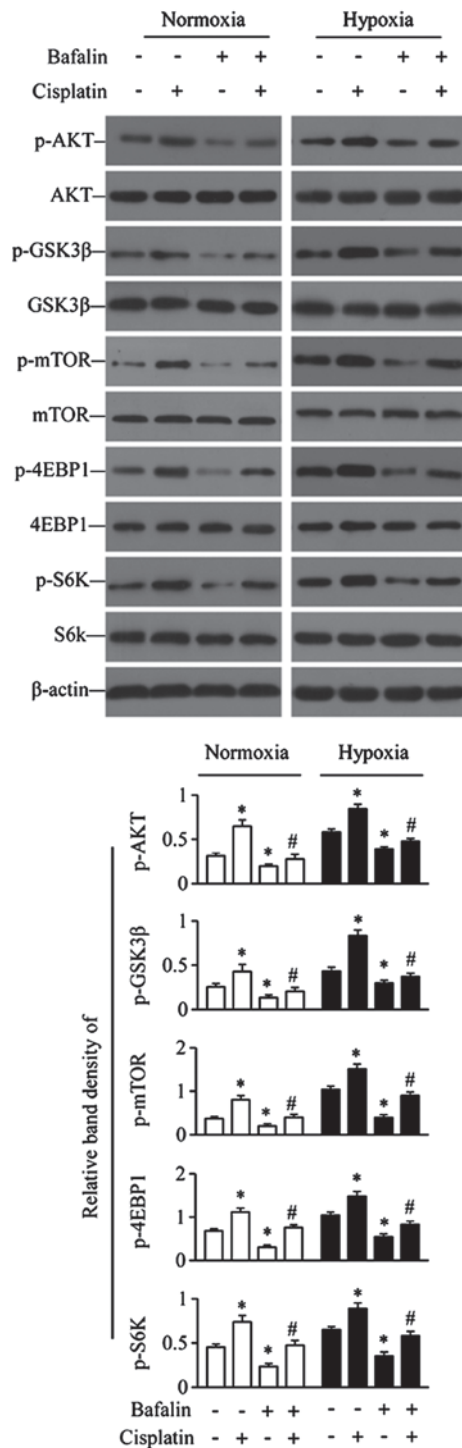 Normoxia Hypoxia
Bafalin - - + + - - + +
Cisplatin - + - + - + - +
p-AKT
AKT
p-GSK3β
GSK3β
p-mTOR
mTOR
p-4EBP1
4EBP1
p-S6K
S6k
β-actin
Normoxia Hypoxia
Relative band density of
p-AKT
1
0.5
0
* * # * * #
p-GSK3β
1
0.5
0
* * # * * #
p-mTOR
2
1
0
* * # * * #
p-4EBP1
2
1
0
* * # * * #
p-S6K
1
0.5
0
* * # * * #
Bafalin - - + + - - + +
Cisplatin - + - + - + - +